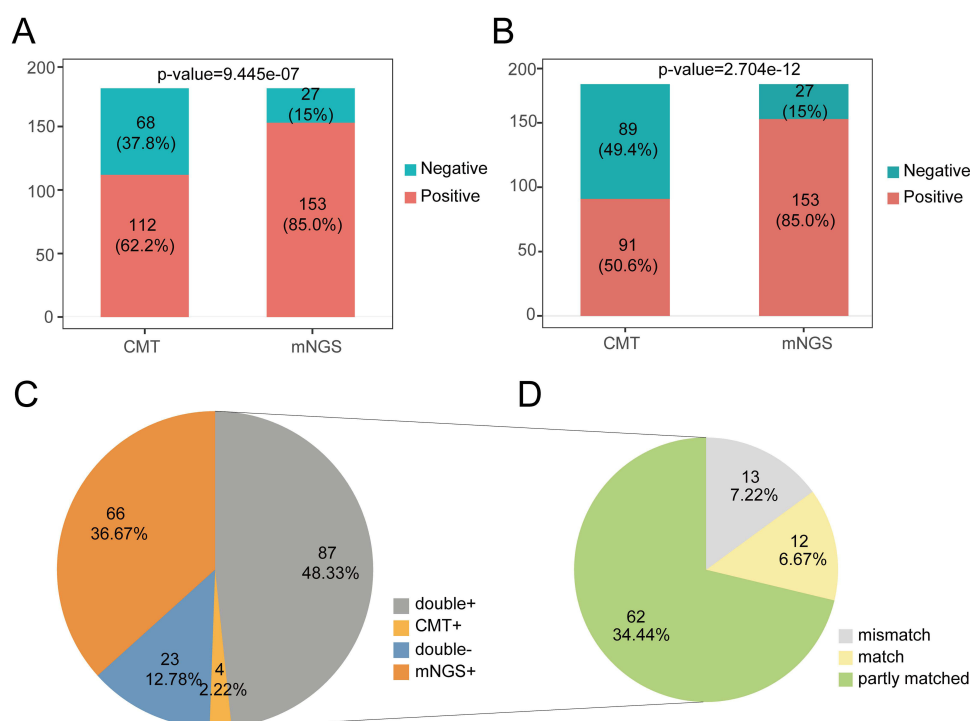 A
p-value=9.445e-07
200
150
100
50
0
68
(37.8%)
112
(62.2%)
27
(15%)
153
(85.0%)
CMT
mNGS
Negative
Positive
B
p-value=2.704e-12
200
150
100
50
0
89
(49.4%)
91
(50.6%)
27
(15%)
153
(85.0%)
CMT
mNGS
Negative
Positive
C
66
36.67%
87
48.33%
23
12.78%
4
2.22%
double+
CMT+
double-
mNGS+
D
13
7.22%
12
6.67%
62
34.44%
mismatch
match
partly matched